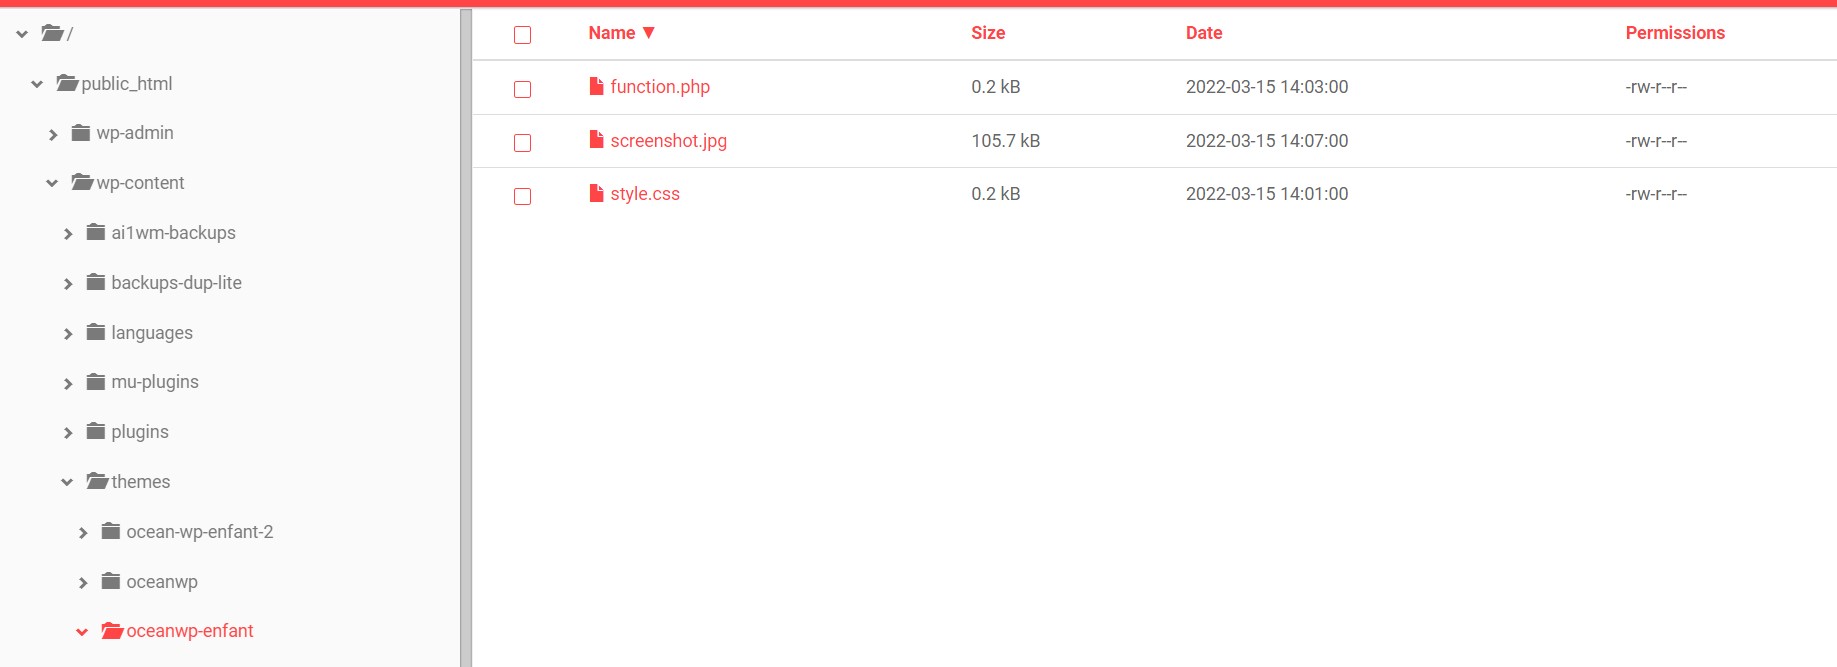 /
public_html
wp-admin
wp-content
ai1wm-backups
backups-dup-lite
languages
mu-plugins
plugins
themes
ocean-wp-enfant-2
oceanwp
oceanwp-enfant
Name ▼ Size Date Permissions
function.php 0.2 kB 2022-03-15 14:03:00 -rw-r--r--
screenshot.jpg 105.7 kB 2022-03-15 14:07:00 -rw-r--r--
style.css 0.2 kB 2022-03-15 14:01:00 -rw-r--r--